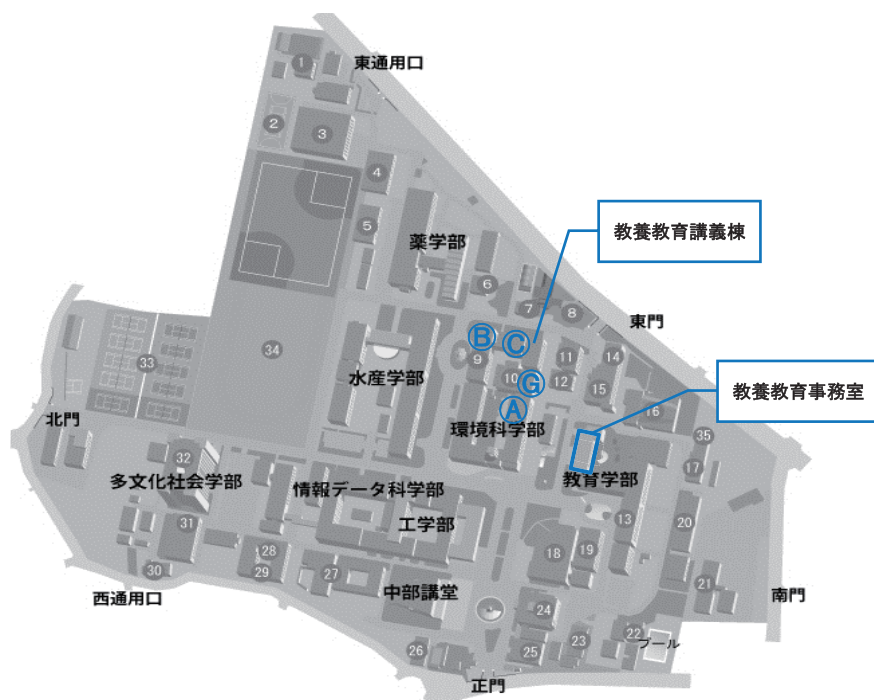 1
東通用口
2
3
4
5
薬学部
教養教育講義棟
6
7
8
東門
B
C
9
11
14
33
34
水産学部
10
G
12
15
教養教育事務室
A
環境科学部
16
北門
35
32
17
多文化社会学部
情報データ科学部
教育学部
31
工学部
13
20
28
18
19
30
29
27
21
西通用口
中部講堂
24
南門
22
プール
23
26
25
正門